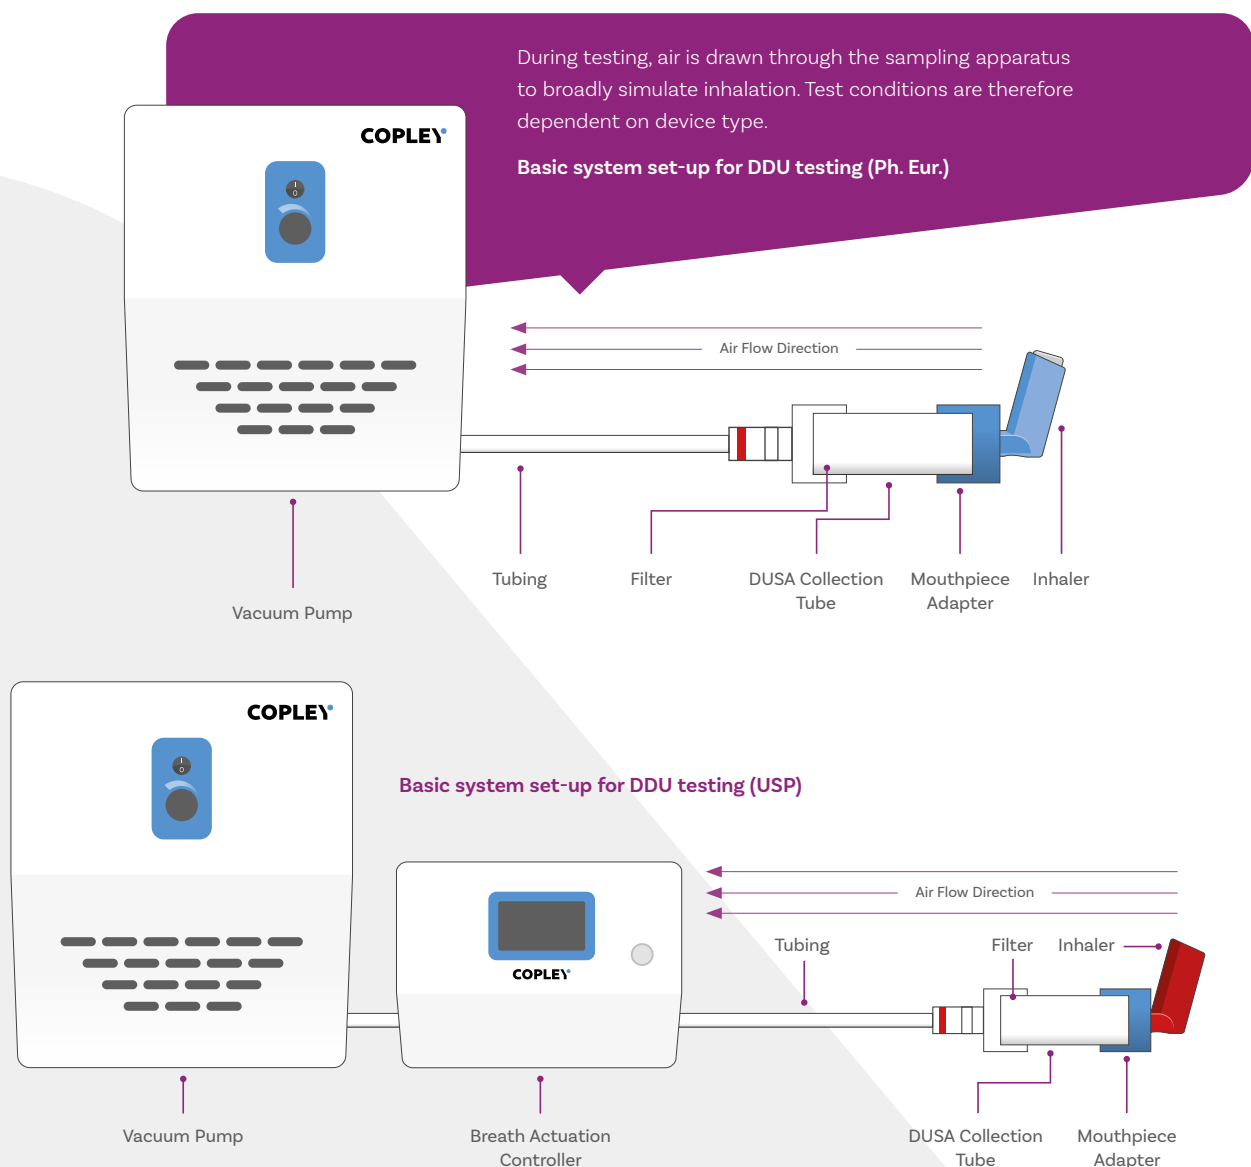 During testing, air is drawn through the sampling apparatus
to broadly simulate inhalation. Test conditions are therefore
dependent on device type.
Basic system set-up for DDU testing (Ph. Eur.)
COPLEY
I
0
Air Flow Direction
Tubing
Filter
DUSA Collection
Tube
Mouthpiece
Adapter
Inhaler
Vacuum Pump
COPLEY
I
0
Basic system set-up for DDU testing (USP)
Air Flow Direction
Tubing
Filter
Inhaler
COPLEY
Vacuum Pump
Breath Actuation
Controller
DUSA Collection
Tube
Mouthpiece
Adapter